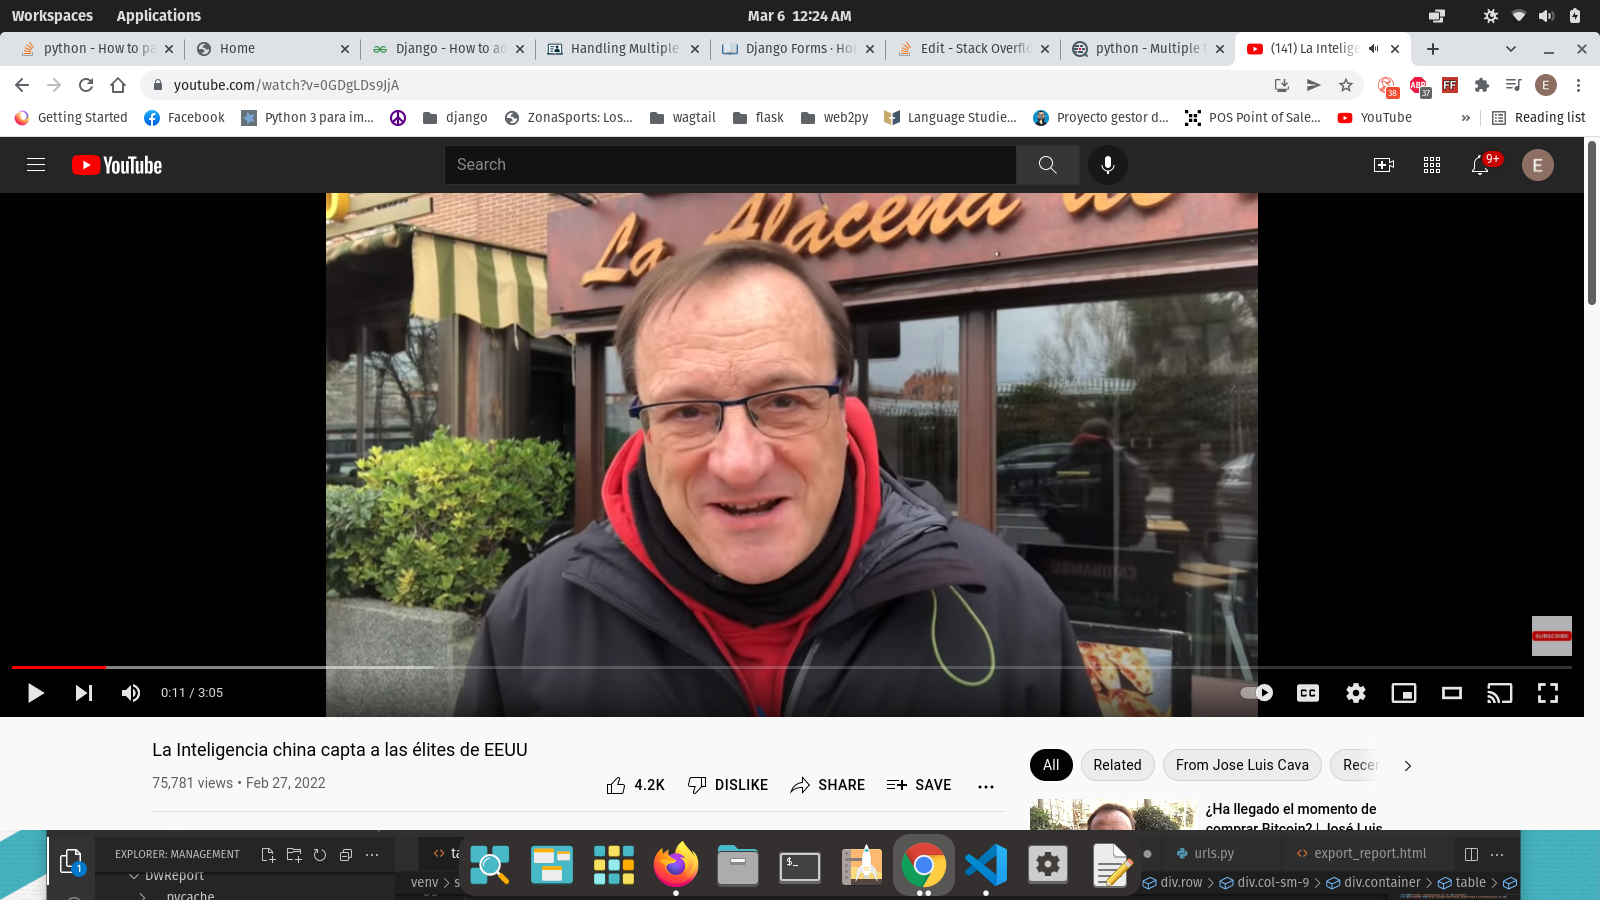 Workspaces Applications Mar 6 12:24 AM
python - How to pa Home Django - How to ad Handling Multiple Django Forms · Ho Edit - Stack Overflo python - Multiple f (141) La Intelige
youtube.com/watch?v=0GDgLDs9JjA 38 ABP 37 FF E
Getting Started Facebook Python 3 para im... django ZonaSports: Los... wagtail flask web2py Language Studie... Proyecto gestor d... POS Point of Sale... YouTube » Reading list
YouTube Search 9+ E
La Alacena de
SUBSCRIBE
0:11 / 3:05 CC
La Inteligencia china capta a las élites de EEUU
75,781 views • Feb 27, 2022 4.2K DISLIKE SHARE SAVE
All Related From Jose Luis Cava Recen
¿Ha llegado el momento de
comprar Bitcoin? | José Luis
1 EXPLORER: MANAGEMENT <> ta $_ urls.py <> export_report.html
DWReport venv > s div.row > div.col-sm-9 > div.container > table >
pycache